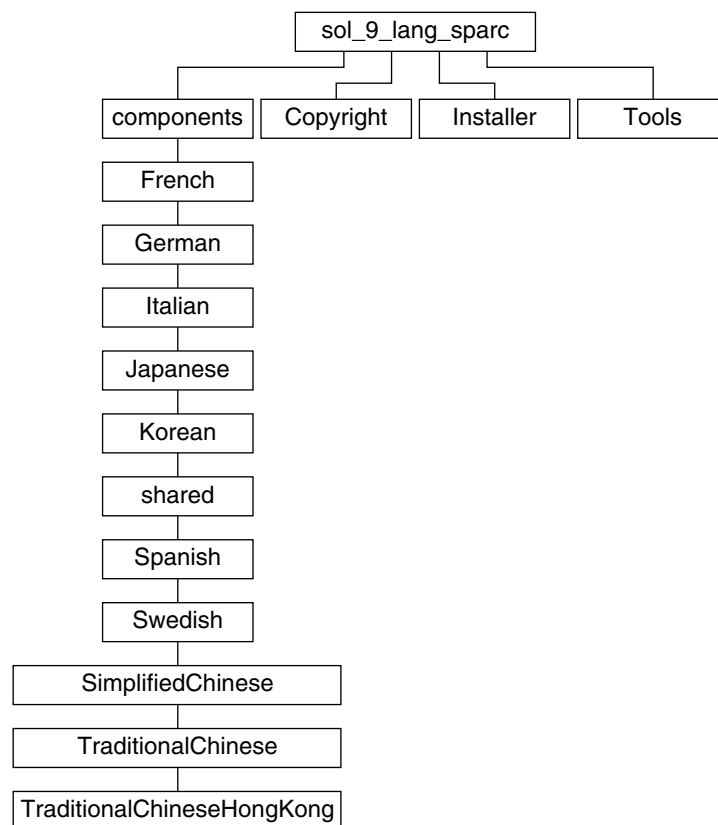 sol_9_lang_sparc
components
Copyright
Installer
Tools
French
German
Italian
Japanese
Korean
shared
Spanish
Swedish
SimplifiedChinese
TraditionalChinese
TraditionalChineseHongKong